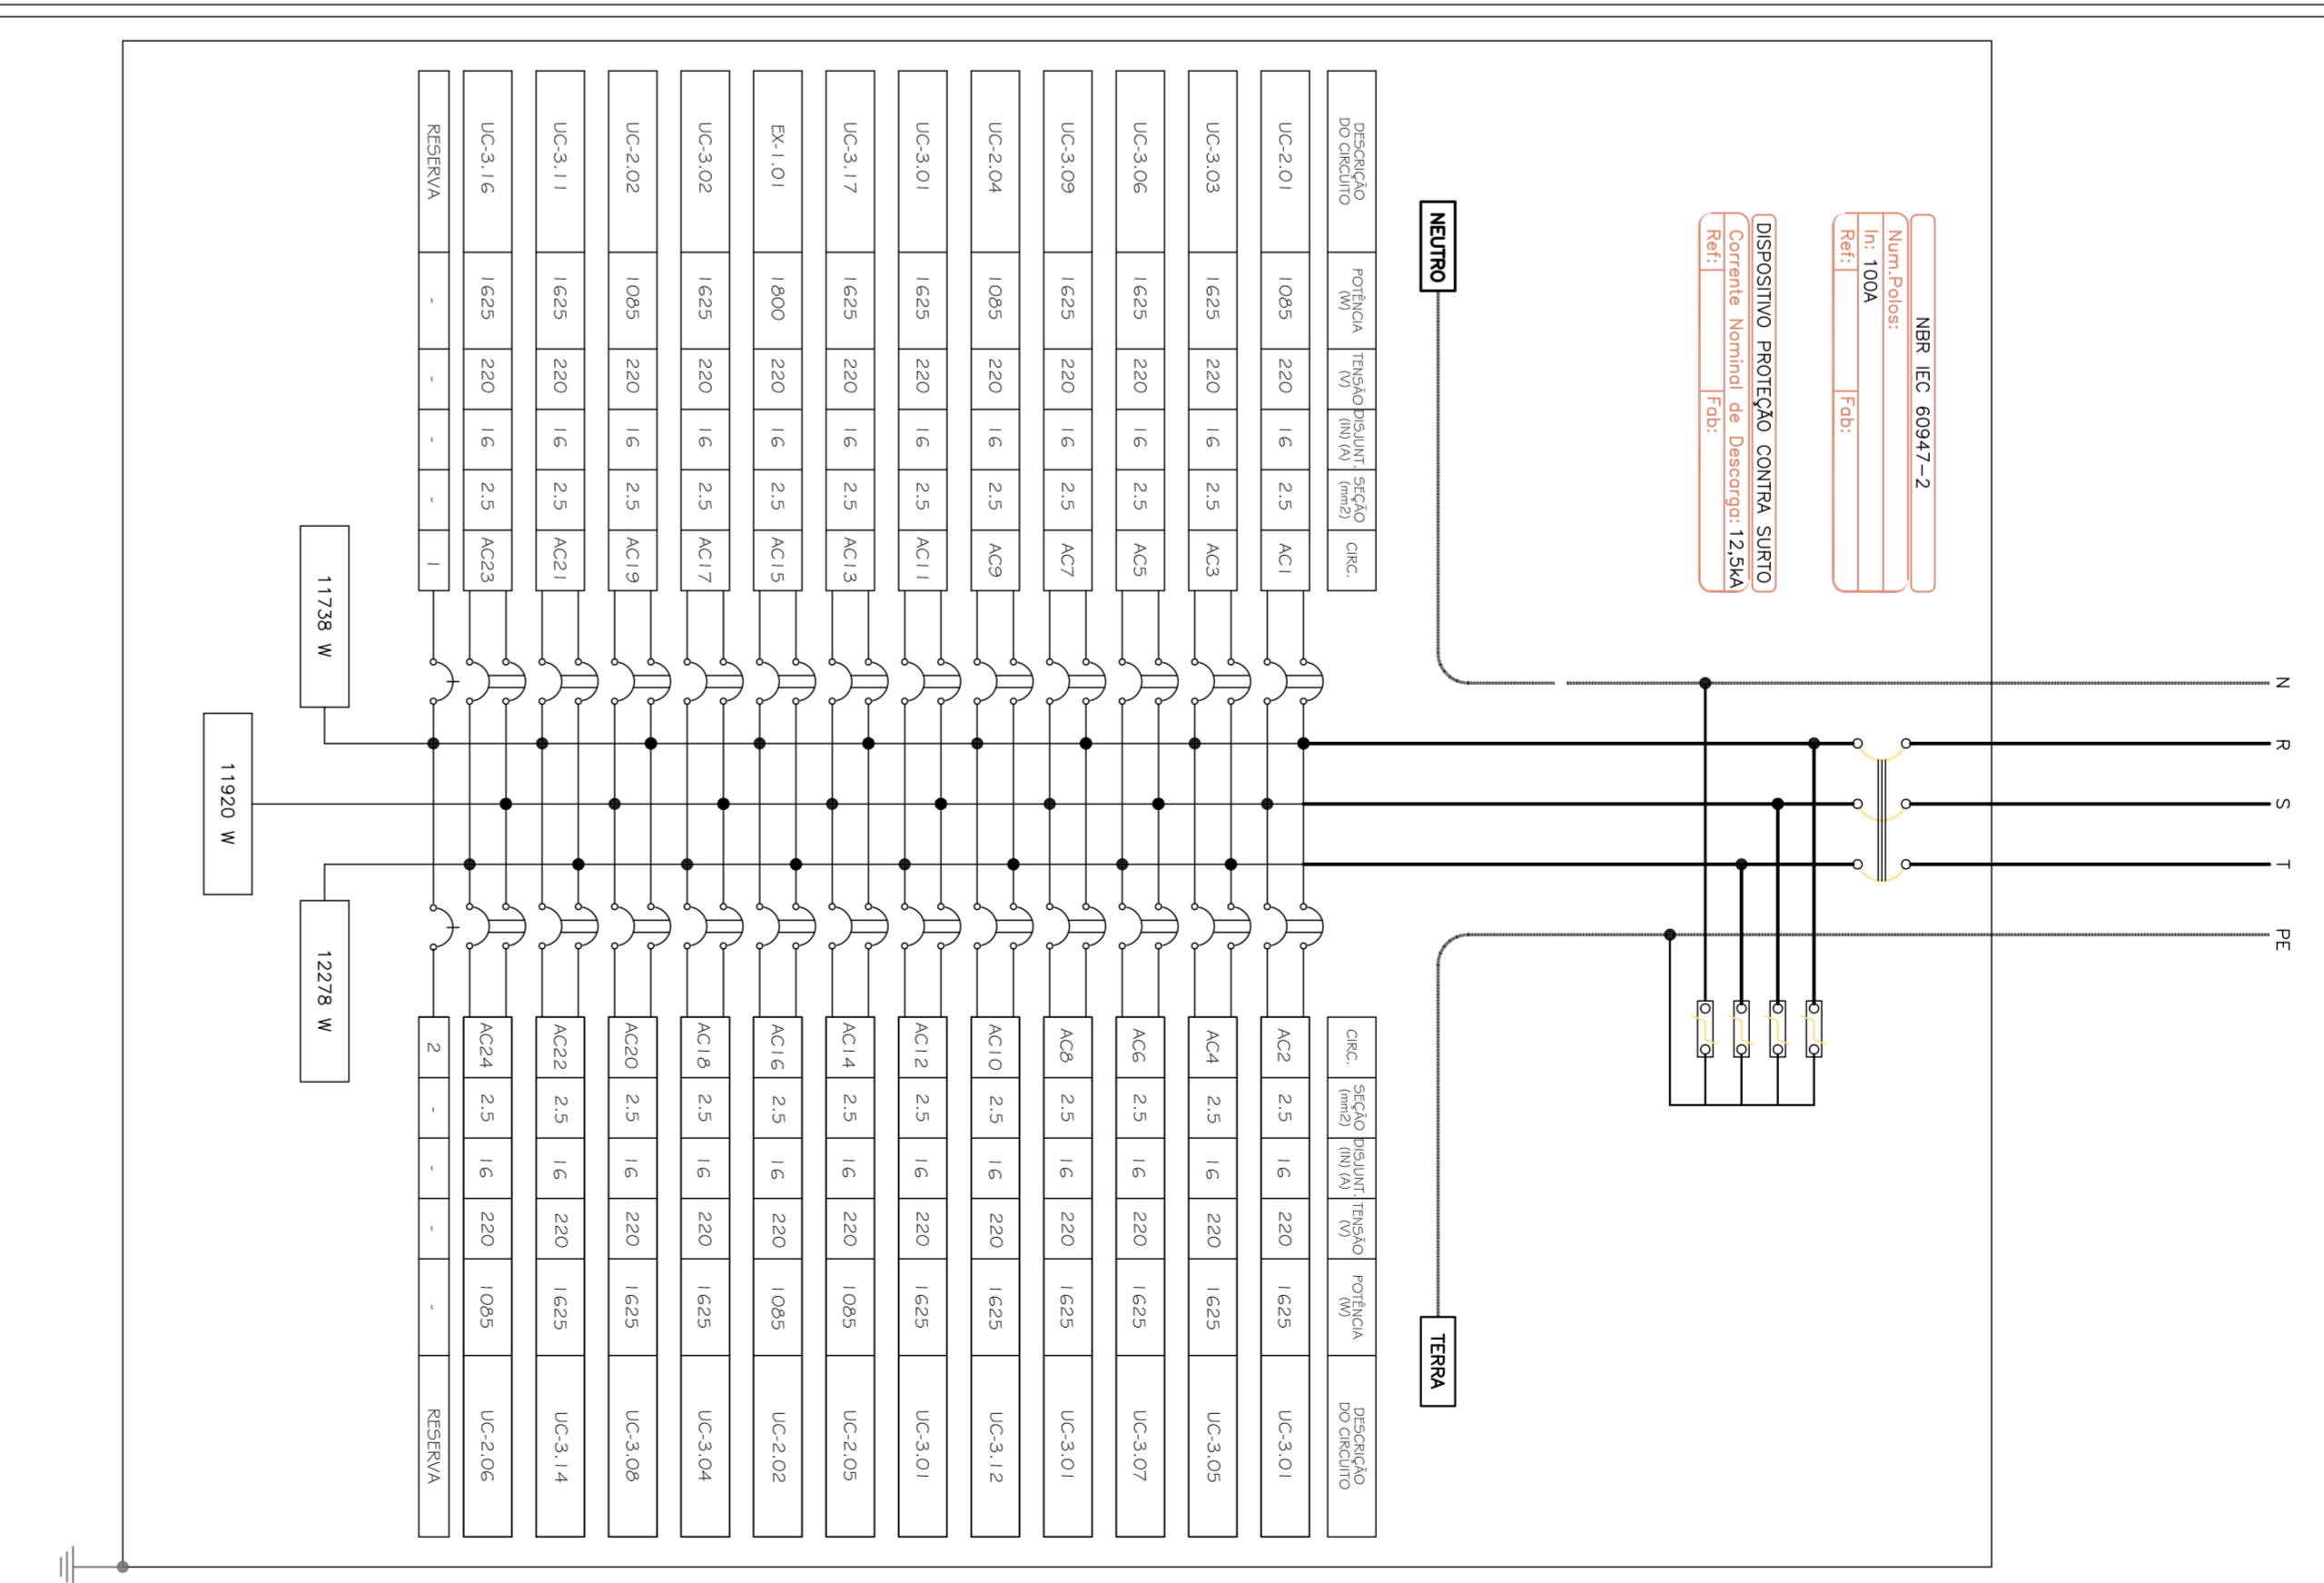 N R S T PE
NBR IEC 60947-2
Num.Polos:
In: 100A
Ref: Fab:
DISPOSITIVO PROTEÇÃO CONTRA SURTO
Corrente Nominal de Descarga: 12,5kA
Ref: Fab:
NEUTRO TERRA
DESCRIÇÃO DO CIRCUITO POTÊNCIA (W) TENSÃO (V) DISJUNT. (IN) (A) SEÇÃO (mm2) CIRC. CIRC. SEÇÃO (mm2) DISJUNT. (IN) (A) TENSÃO (V) POTÊNCIA (W) DESCRIÇÃO DO CIRCUITO
UC-2.01 1085 220 16 2.5 AC1 AC2 2.5 16 220 1625 UC-3.01
UC-3.03 1625 220 16 2.5 AC3 AC4 2.5 16 220 1625 UC-3.05
UC-3.06 1625 220 16 2.5 AC5 AC6 2.5 16 220 1625 UC-3.07
UC-3.09 1625 220 16 2.5 AC7 AC8 2.5 16 220 1625 UC-3.01
UC-2.04 1085 220 16 2.5 AC9 AC10 2.5 16 220 1625 UC-3.12
UC-3.01 1625 220 16 2.5 AC11 AC12 2.5 16 220 1625 UC-3.01
UC-3.17 1625 220 16 2.5 AC13 AC14 2.5 16 220 1085 UC-2.05
EX-1.01 1800 220 16 2.5 AC15 AC16 2.5 16 220 1085 UC-2.02
UC-3.02 1625 220 16 2.5 AC17 AC18 2.5 16 220 1625 UC-3.04
UC-2.02 1085 220 16 2.5 AC19 AC20 2.5 16 220 1625 UC-3.08
UC-3.11 1625 220 16 2.5 AC21 AC22 2.5 16 220 1625 UC-3.14
UC-3.16 1625 220 16 2.5 AC23 AC24 2.5 16 220 1085 UC-2.06
RESERVA - - - - 1 2 - - - - RESERVA
11738 W 12278 W
11920 W